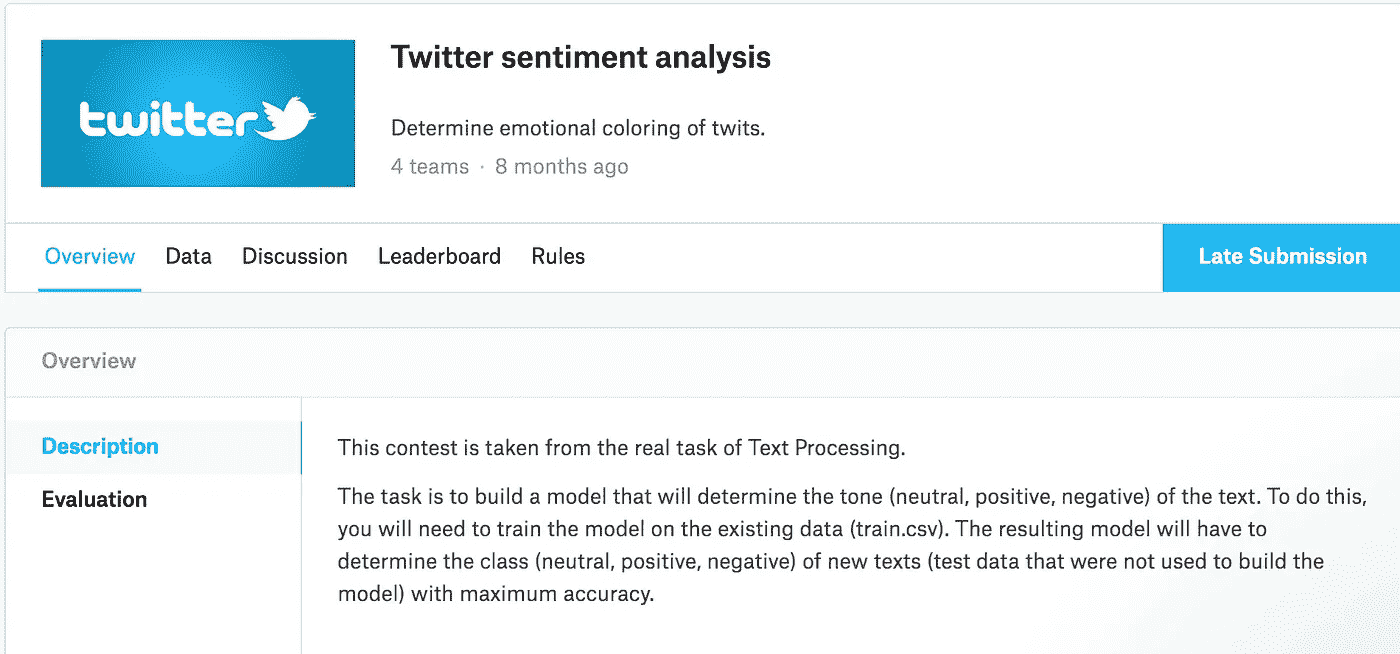 twitter
Twitter sentiment analysis
Determine emotional coloring of twits.
4 teams · 8 months ago
Overview Data Discussion Leaderboard Rules Late Submission
Overview
Description
Evaluation
This contest is taken from the real task of Text Processing.
The task is to build a model that will determine the tone (neutral, positive, negative) of the text. To do this,
you will need to train the model on the existing data (train.csv). The resulting model will have to
determine the class (neutral, positive, negative) of new texts (test data that were not used to build the
model) with maximum accuracy.